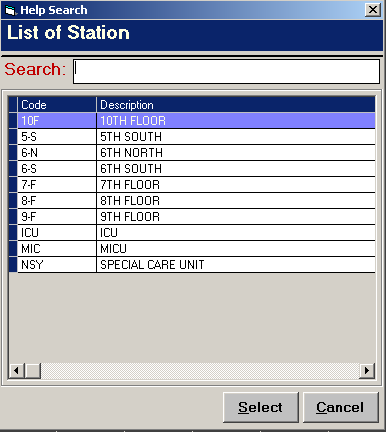 Help Search
List of Station
Search:
Code Description
10F 10TH FLOOR
5-S 5TH SOUTH
6-N 6TH NORTH
6-S 6TH SOUTH
7-F 7TH FLOOR
8-F 8TH FLOOR
9-F 9TH FLOOR
ICU ICU
MIC MICU
NSY SPECIAL CARE UNIT
Select Cancel